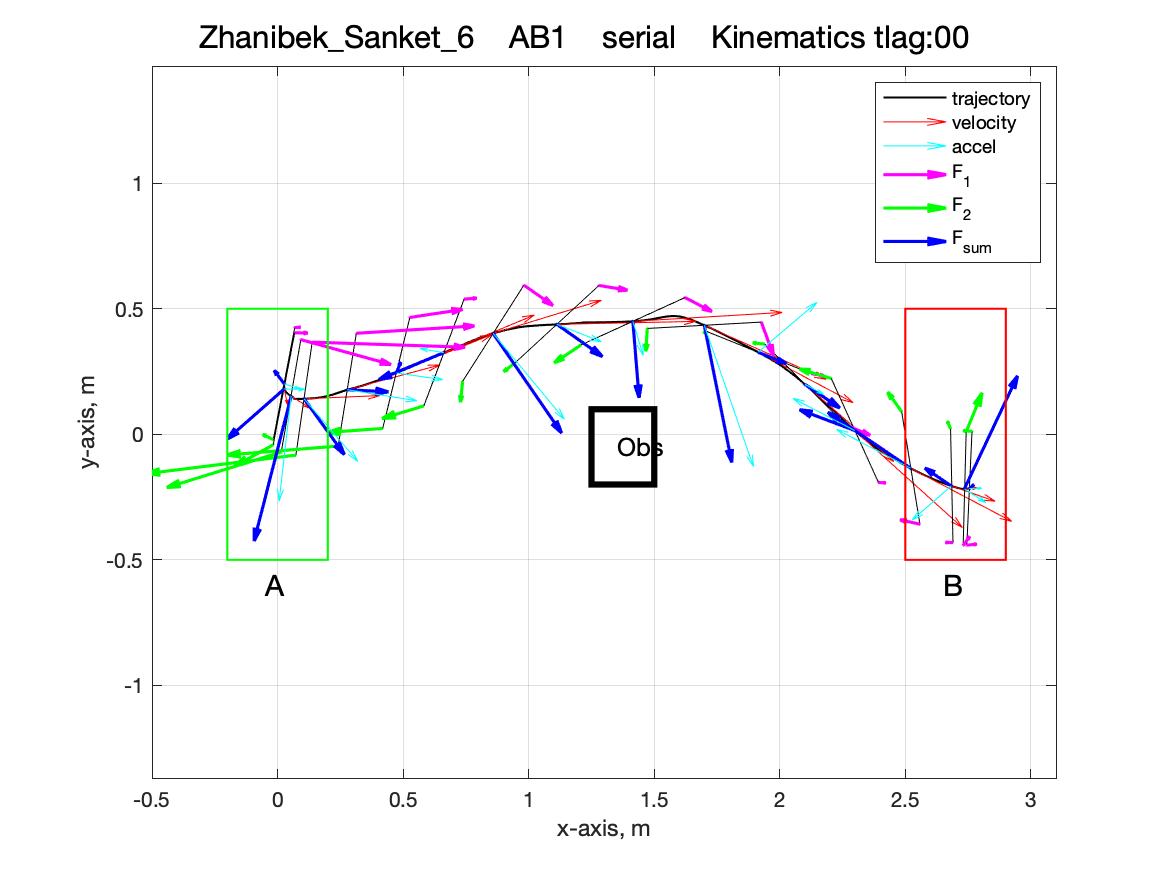 Zhanibek_Sanket_6 AB1 serial Kinematics tlag:00
trajectory
velocity
accel
F1
F2
Fsum
1
0.5
0
-0.5
-1
y-axis, m
Obs
A
B
-0.5 0 0.5 1 1.5 2 2.5 3
x-axis, m